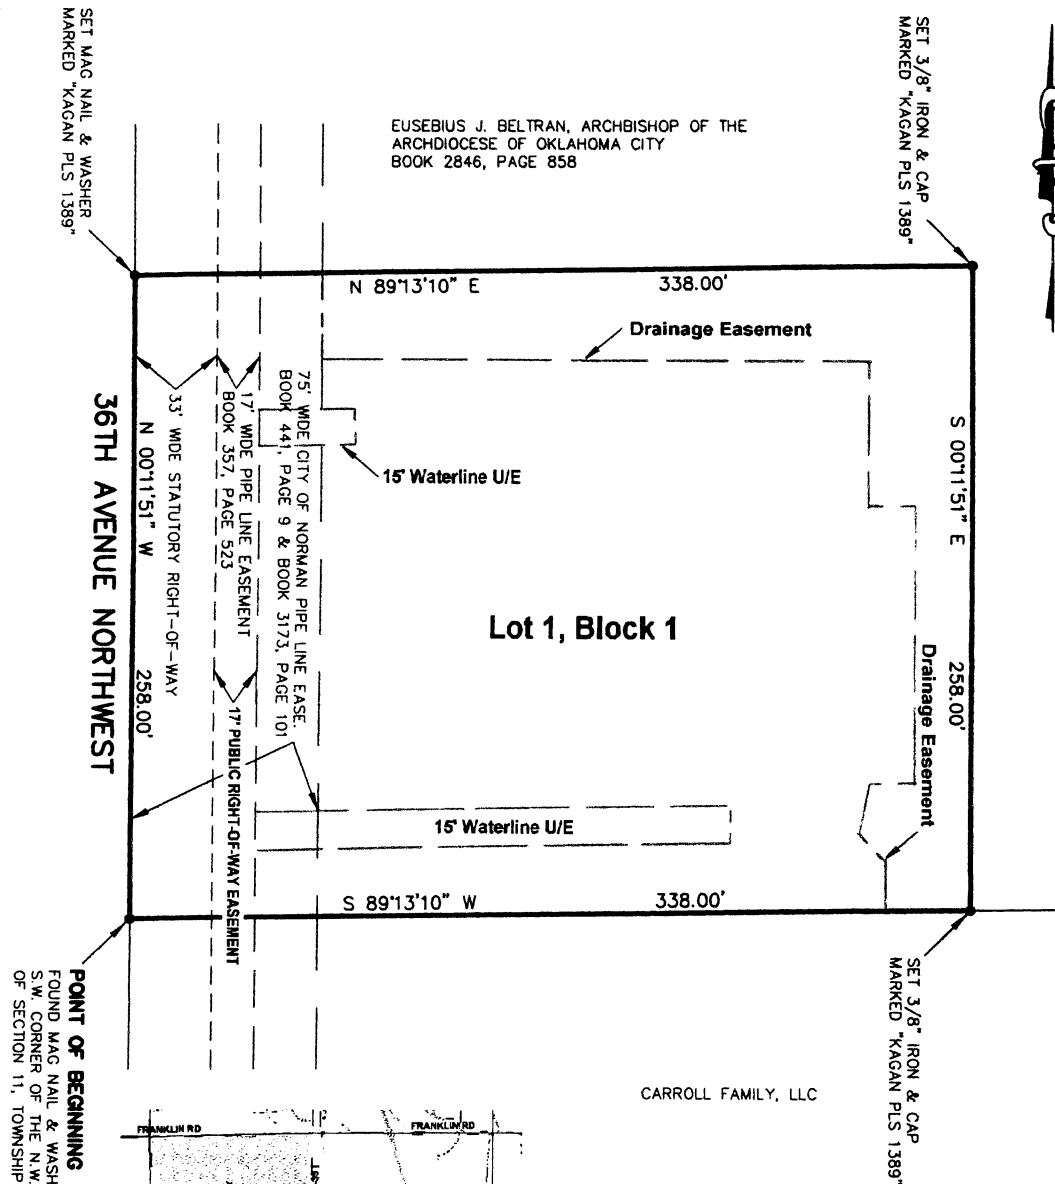 SET MAG NAIL & WASHER
MARKED "KAGAN PLS 1389"
EUSEBIUS J. BELTRAN, ARCHBISHOP OF THE
ARCHDIOCESE OF OKLAHOMA CITY
BOOK 2846, PAGE 858
SET 3/8" IRON & CAP
MARKED "KAGAN PLS 1389"
N 89°13'10" E
338.00'
Drainage Easement
36TH AVENUE NORTHWEST
N 00°11'51" W
258.00'
33' WIDE STATUTORY RIGHT-OF-WAY
17' WIDE PIPE LINE EASEMENT
BOOK 357, PAGE 523
75' WIDE CITY OF NORMAN PIPE LINE EASE.
BOOK 441, PAGE 9 & BOOK 3173, PAGE 101
15' Waterline U/E
Lot 1, Block 1
S 00°11'51" E
258.00'
Drainage Easement
17' PUBLIC RIGHT-OF-WAY EASEMENT
15' Waterline U/E
S 89°13'10" W
338.00'
POINT OF BEGINNING
FOUND MAG NAIL & WASH
S.W. CORNER OF THE N.W.
OF SECTION 11, TOWNSHIP
CARROLL FAMILY, LLC
SET 3/8" IRON & CAP
MARKED "KAGAN PLS 1389"
FRANKLIN RD
FRANKLIN RD